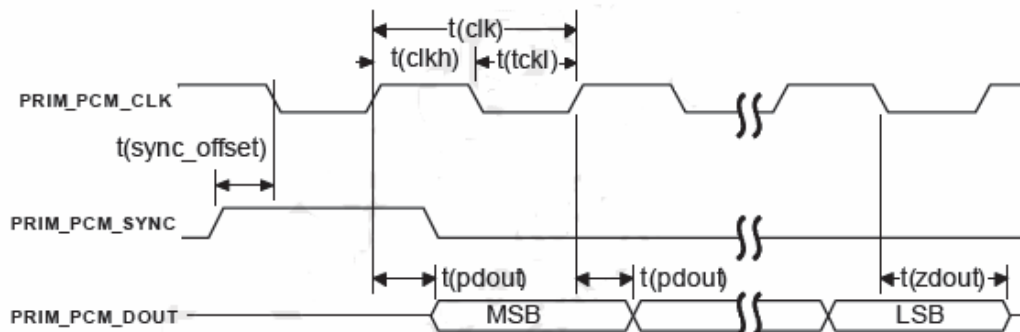 t(clk)
t(clkh) t(tckl)
PRIM_PCM_CLK
t(sync_offset)
PRIM_PCM_SYNC
t(pdout) t(pdout) t(zdout)
PRIM_PCM_DOUT MSB LSB